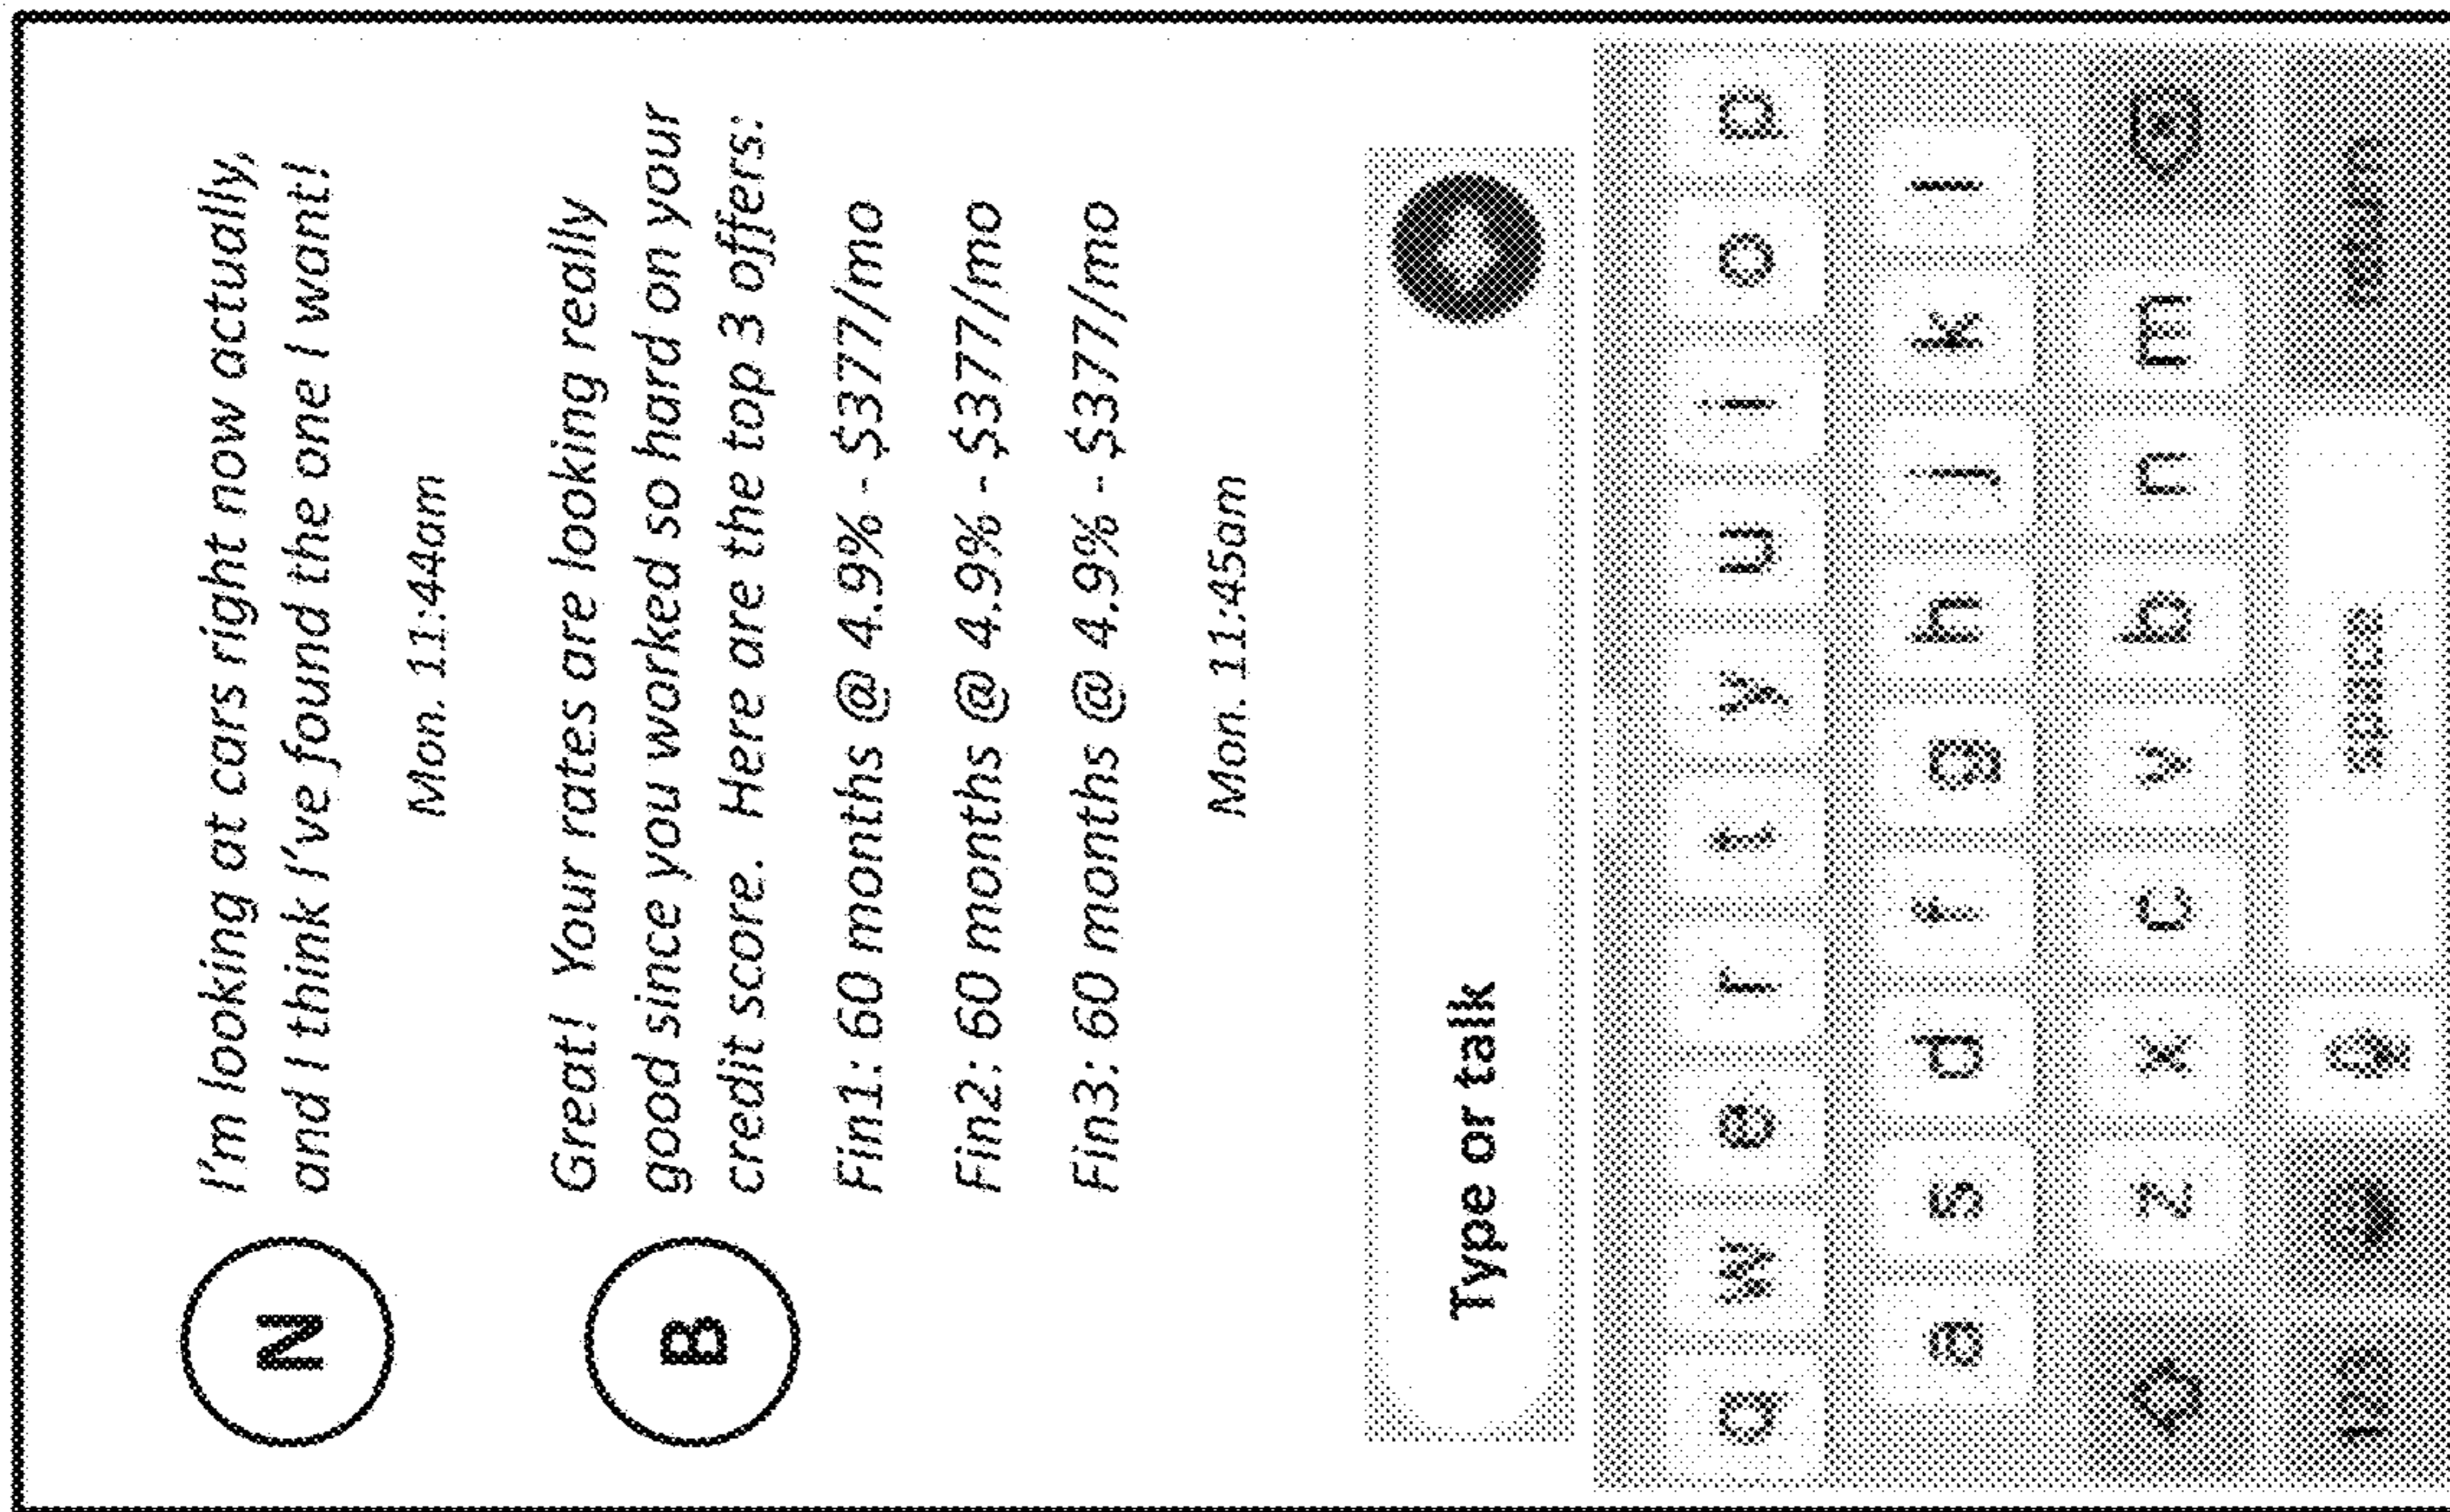 N
I'm looking at cars right now actually,
and I think I've found the one I want!
Mon. 11:44am
B
Great!  Your rates are looking really
good since you worked so hard on your
credit score.  Here are the top 3 offers:
Fin1: 60 months @ 4.9% - $377/mo
Fin2: 60 months @ 4.9% - $377/mo
Fin3: 60 months @ 4.9% - $377/mo
Mon. 11:45am
Type or talk
q w e r t y u i o p
a s d f g h j k l
z x c v b n m
123 space return